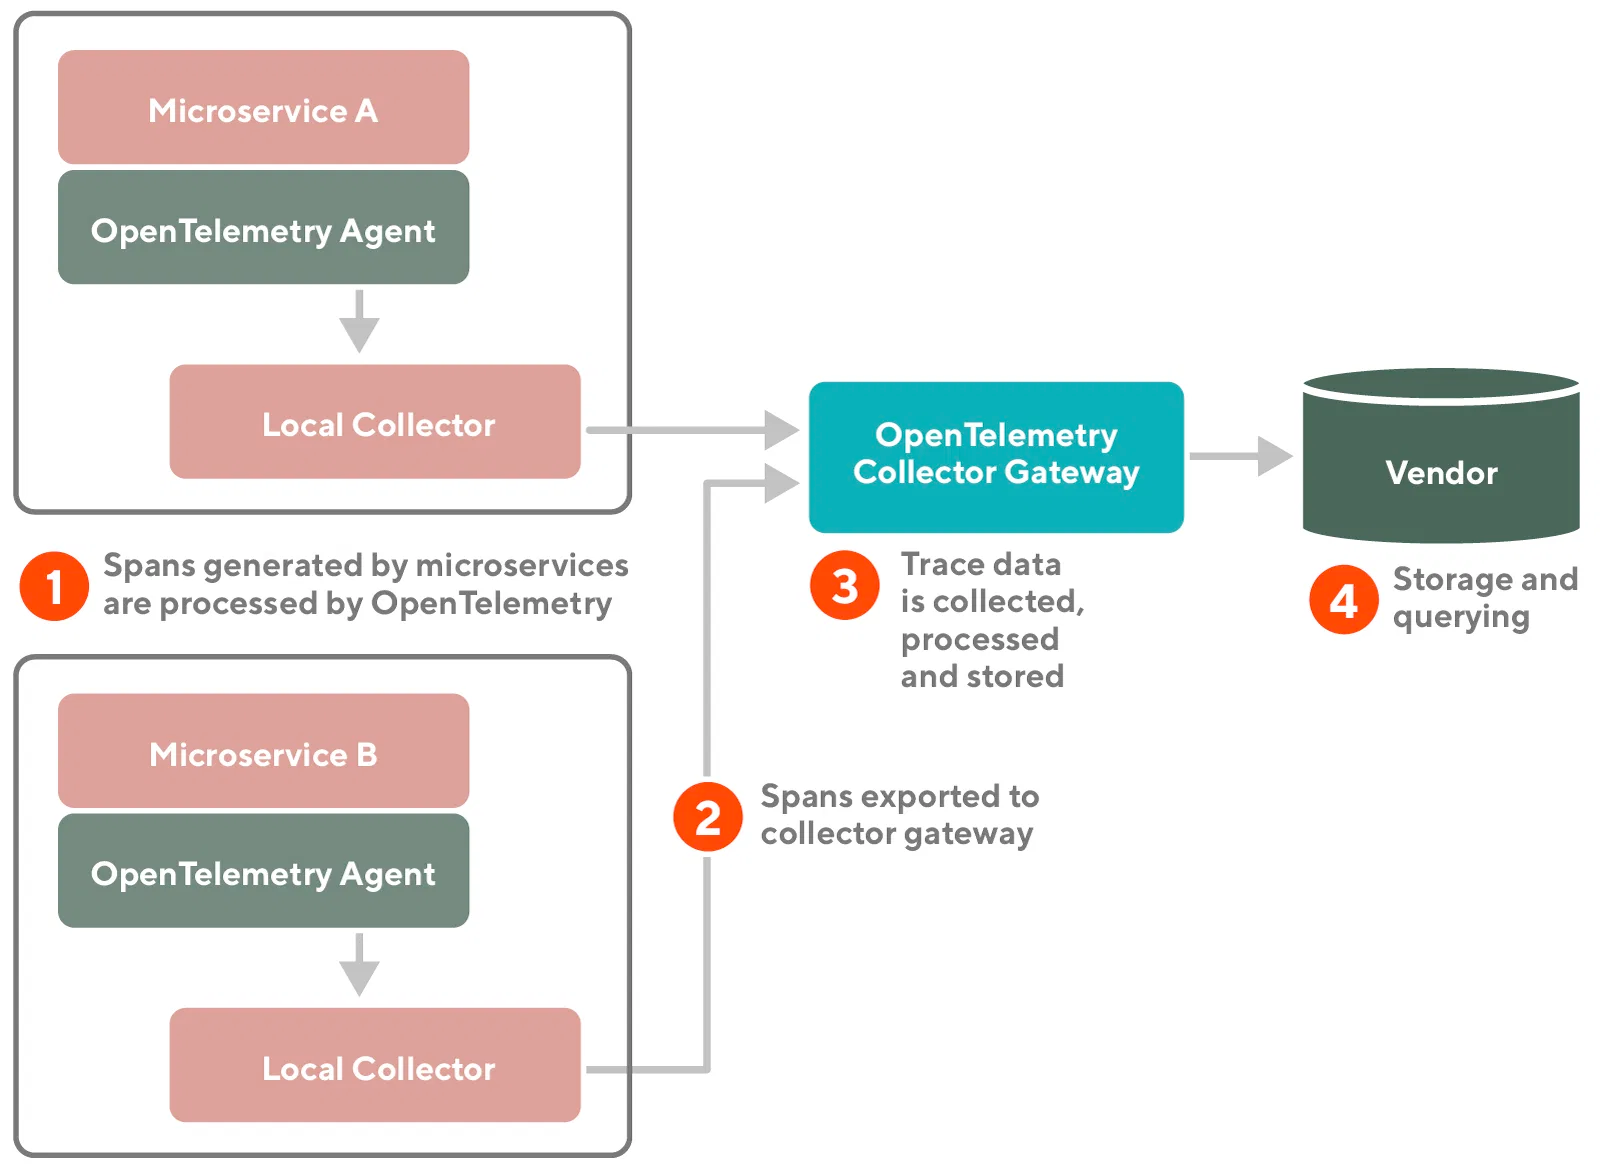 Microservice A
OpenTelemetry Agent
Local Collector
OpenTelemetry
Collector Gateway
Vendor
1
Spans generated by microservices
are processed by OpenTelemetry
3
Trace data
is collected,
processed
and stored
4
Storage and
querying
Microservice B
OpenTelemetry Agent
Local Collector
2
Spans exported to
collector gateway